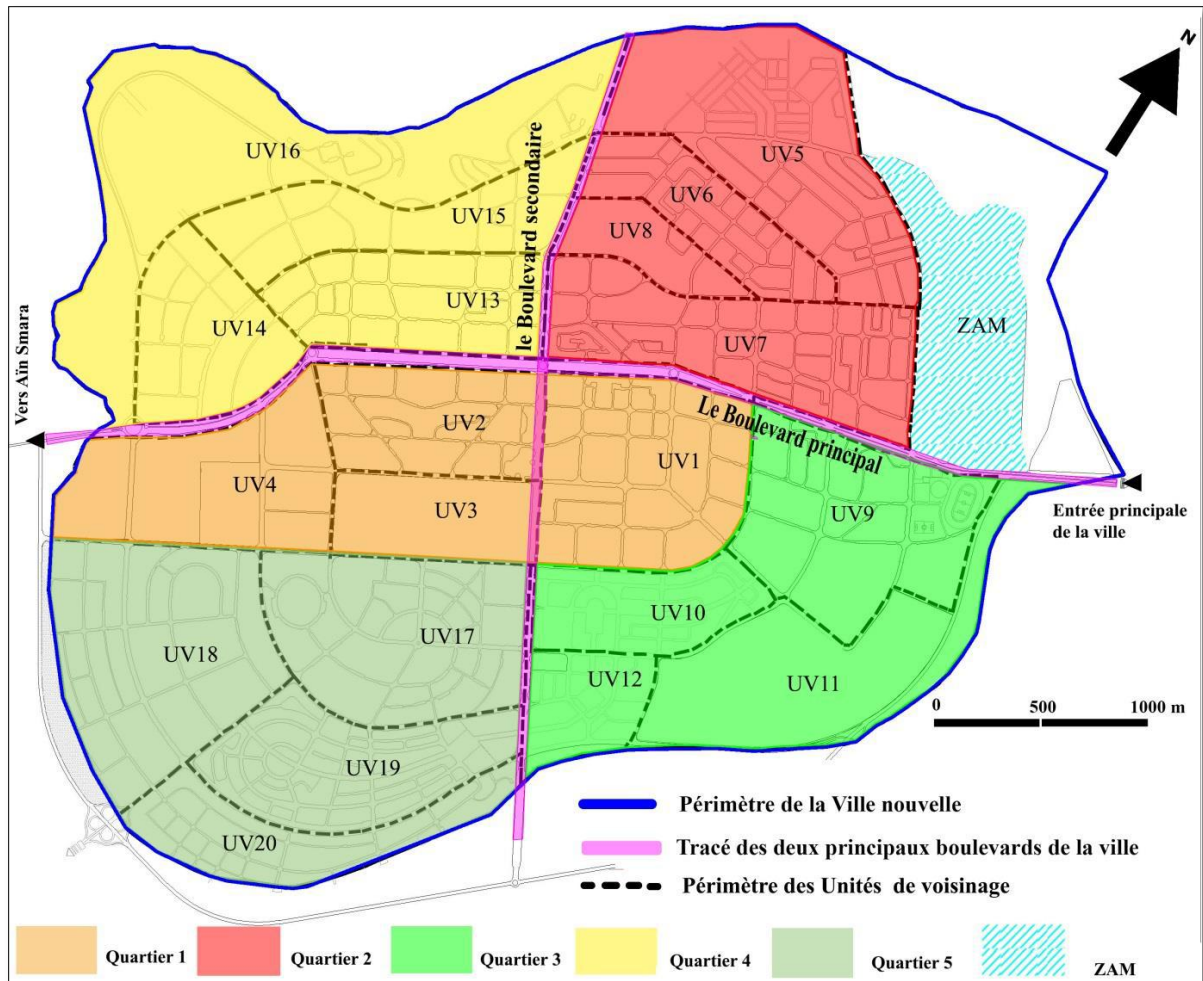 N
UV16
UV5
UV6
UV15
UV8
le Boulevard secondaire
UV13
UV14
ZAM
UV7
Vers Aïn Smara
UV2
Le Boulevard principal
UV1
UV4
UV3
UV9
Entrée principale
de la ville
UV10
UV17
UV18
UV12
UV11
0 500 1000 m
UV19
UV20
Périmètre de la Ville nouvelle
Tracé des deux principaux boulevards de la ville
Périmètre des Unités de voisinage
Quartier 1
Quartier 2
Quartier 3
Quartier 4
Quartier 5
ZAM